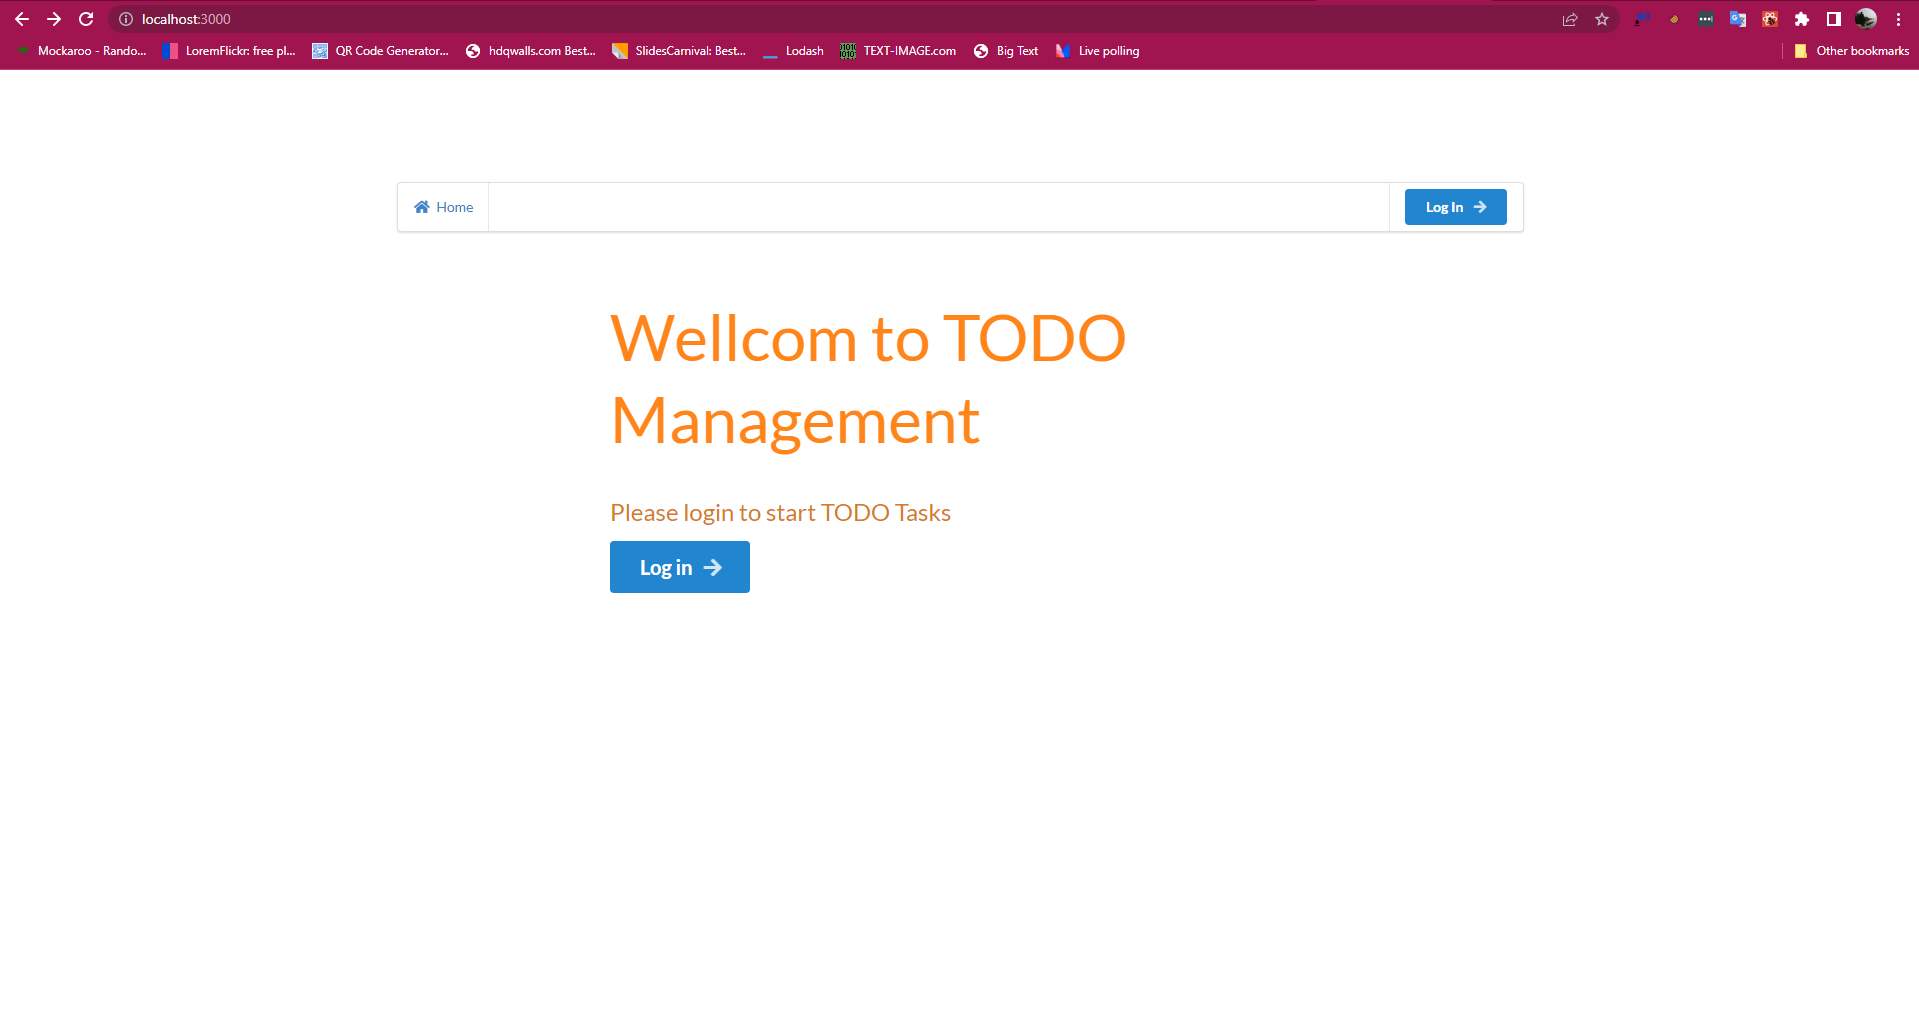 localhost:3000
Mockaroo - Rando... LoremFlickr: free pl... QR Code Generator... hdqwalls.com Best... SlidesCarnival: Best... Lodash TEXT-IMAGE.com Big Text Live polling Other bookmarks
Home Log In
Wellcom to TODO
Management
Please login to start TODO Tasks
Log in